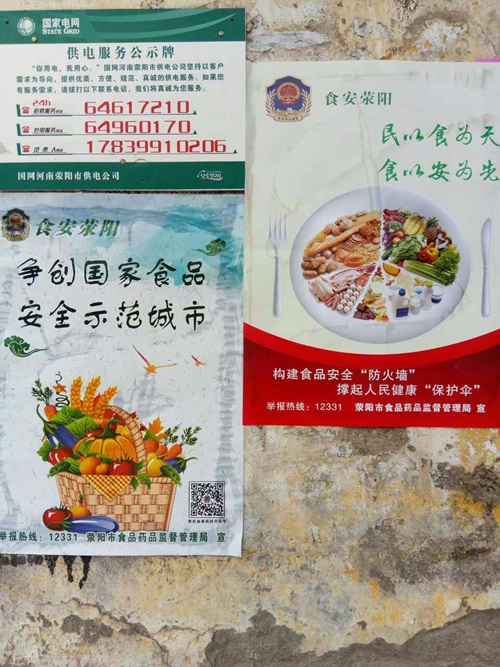 国家电网
STATE GRID
供电服务公示牌
“你用电，我用心。”国网河南荥阳市供电公司坚持以客户
需求为导向，提供优质、方便、规范、真诚的供电服务。如果您
有服务需求，请拨打以下联系电话，我们将真诚为您服务。
24h
64617210
供电服务
64960170
负责人
17839910206
国网河南荥阳市供电公司
食安荥阳
争创国家食品
安全示范城市
举报热线：12331 荥阳市食品药品监督管理局 宣
食安荥阳
民以食为天
食以安为先
构建食品安全“防火墙”
撑起人民健康“保护伞”
举报热线：12331 荥阳市食品药品监督管理局 宣